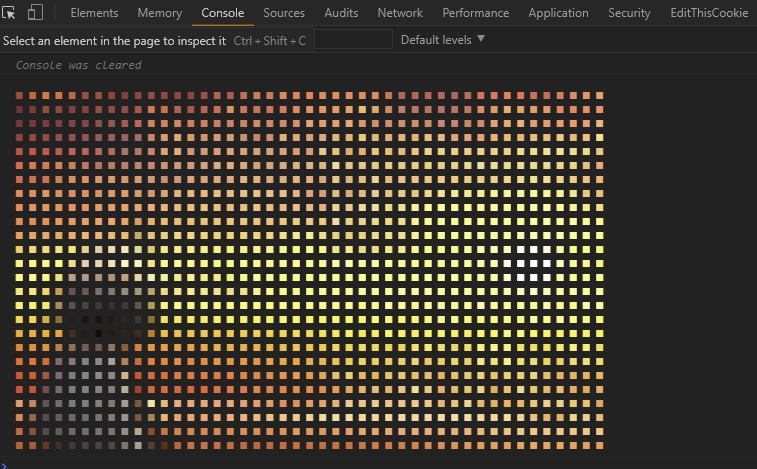 Elements Memory Console Sources Audits Network Performance Application Security EditThisCookie
Select an element in the page to inspect it Ctrl + Shift + C Default levels ▼
Console was cleared